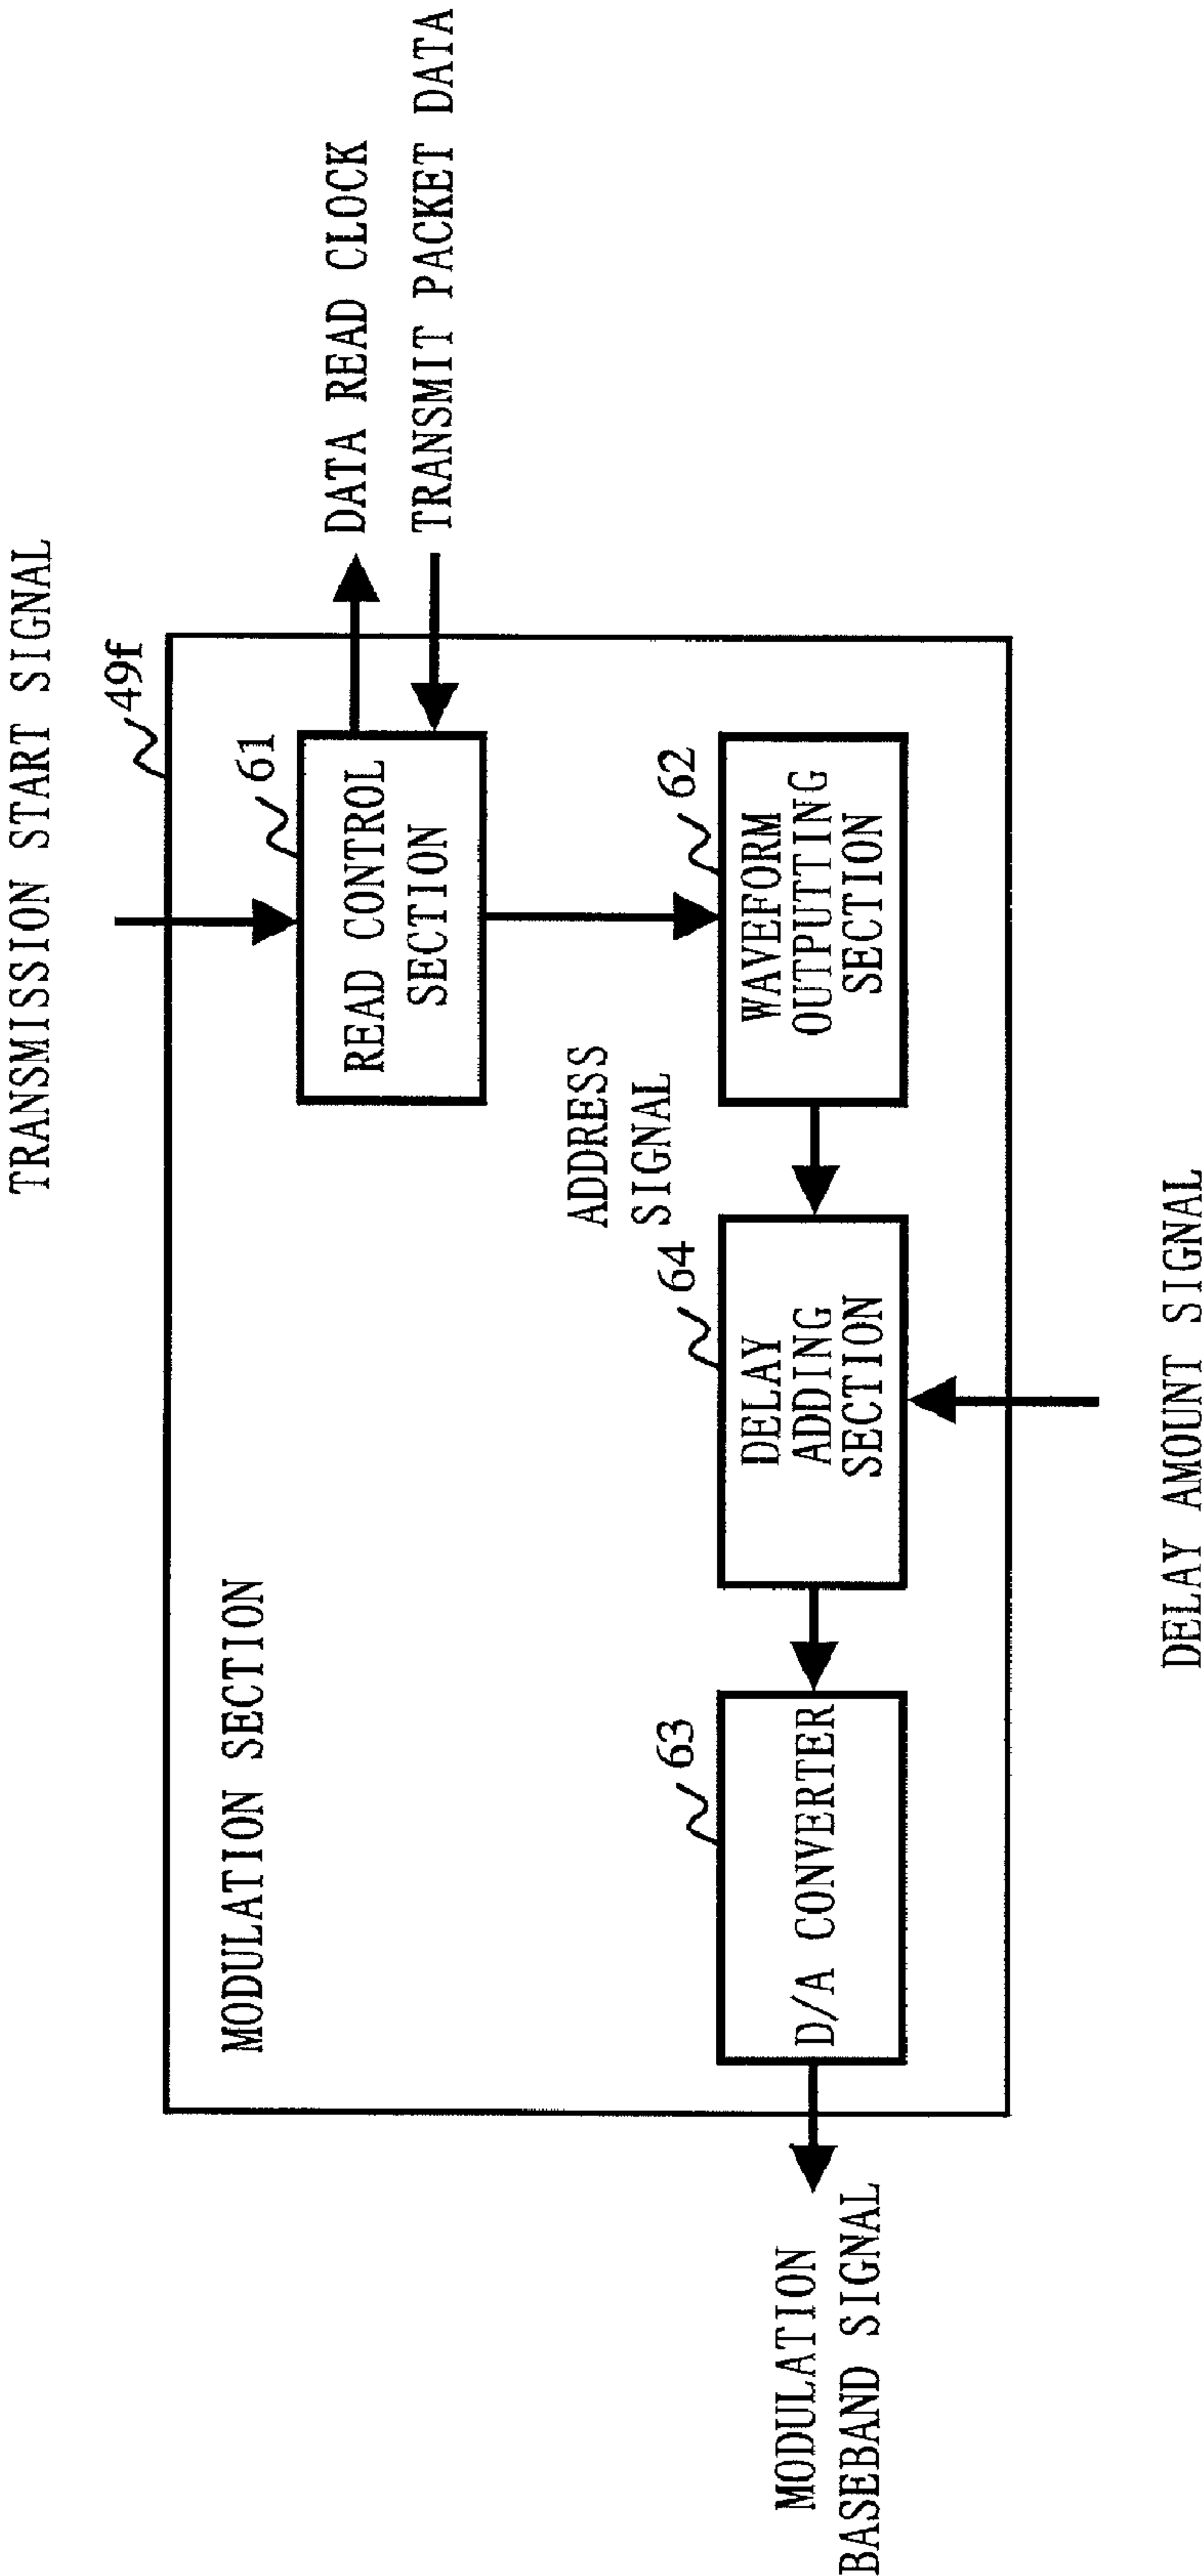 TRANSMISSION START SIGNAL
49f
MODULATION SECTION
61
READ CONTROL
SECTION
DATA READ CLOCK
TRANSMIT PACKET DATA
ADDRESS
SIGNAL
63
64
62
MODULATION
BASEBAND SIGNAL
D/A CONVERTER
DELAY
ADDING
SECTION
WAVEFORM
OUTPUTTING
SECTION
DELAY AMOUNT SIGNAL